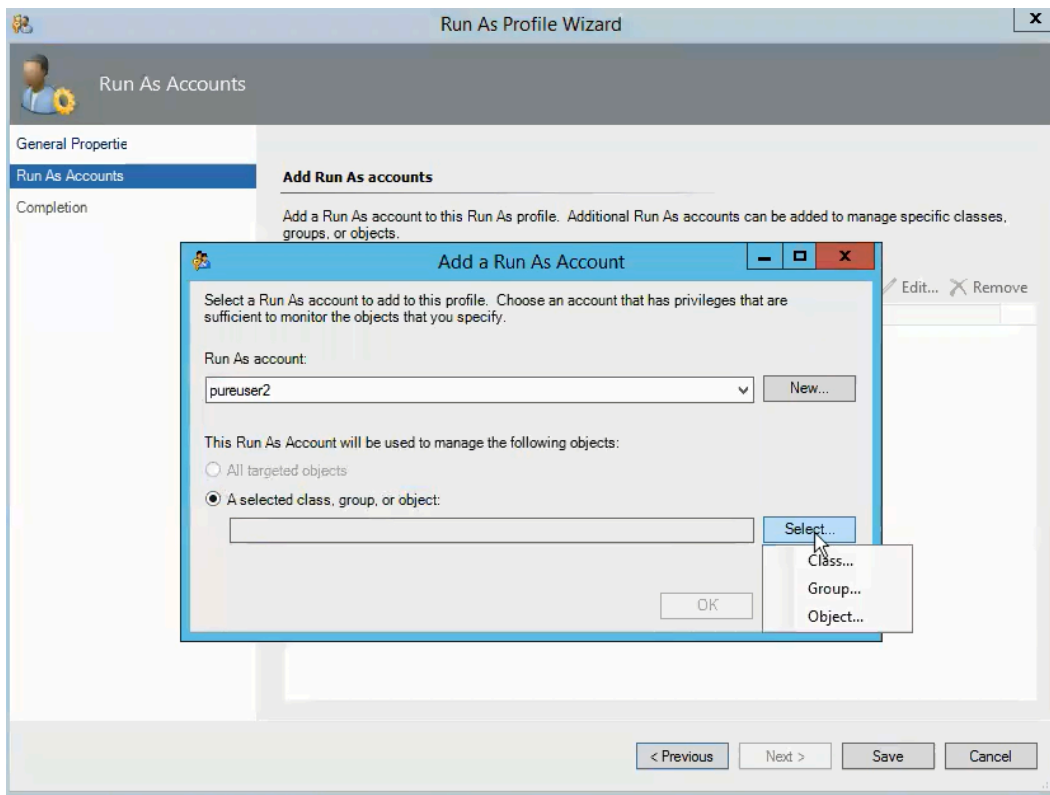 Run As Profile Wizard
x
Run As Accounts
General Propertie
Run As Accounts
Completion
Add Run As accounts
Add a Run As account to this Run As profile. Additional Run As accounts can be added to manage specific classes,
groups, or objects.
Edit... Remove
Add a Run As Account
x
Select a Run As account to add to this profile. Choose an account that has privileges that are
sufficient to monitor the objects that you specify.
Run As account:
pureuser2
New...
This Run As Account will be used to manage the following objects:
All targeted objects
A selected class, group, or object:
Select...
Class...
Group...
Object...
OK
< Previous Next > Save Cancel